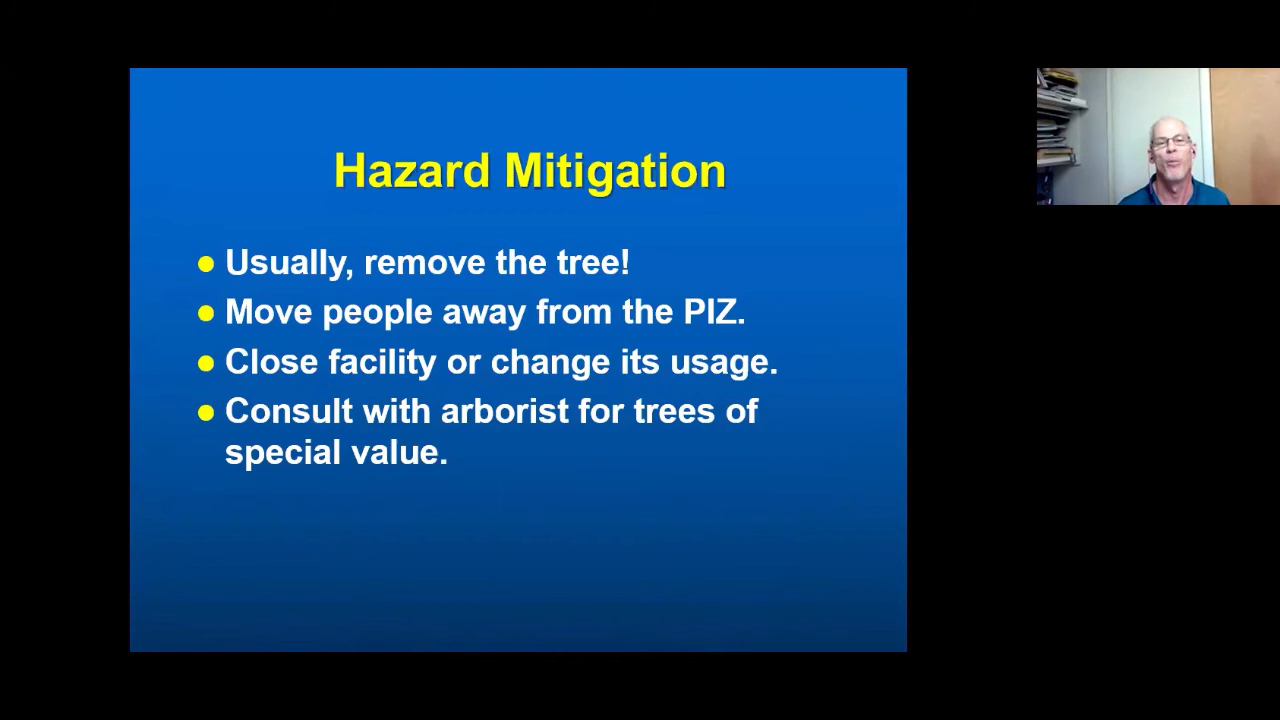 Hazard Mitigation
Usually, remove the tree!
Move people away from the PIZ.
Close facility or change its usage.
Consult with arborist for trees of
special value.